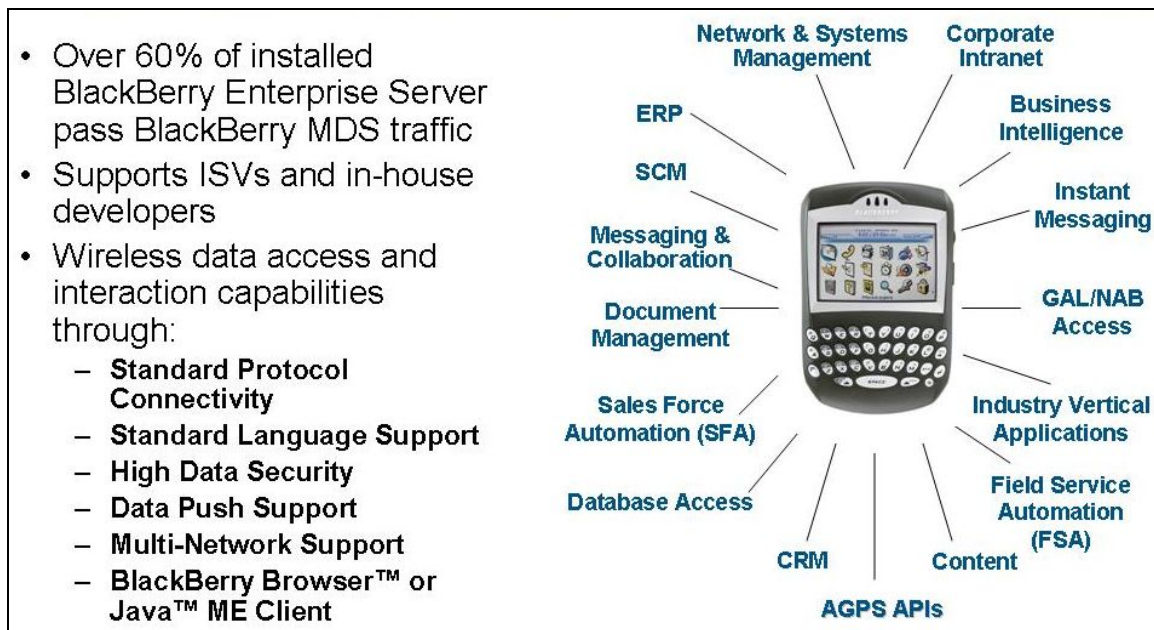 • Over 60% of installed
BlackBerry Enterprise Server
pass BlackBerry MDS traffic
• Supports ISVs and in-house
developers
• Wireless data access and
interaction capabilities
through:
– Standard Protocol
Connectivity
– Standard Language Support
– High Data Security
– Data Push Support
– Multi-Network Support
– BlackBerry Browser™ or
Java™ ME Client
Network & Systems
Management
Corporate
Intranet
ERP
Business
Intelligence
SCM
Instant
Messaging
Messaging &
Collaboration
Document
Management
GAL/NAB
Access
Sales Force
Automation (SFA)
Industry Vertical
Applications
Database Access
Field Service
Automation
(FSA)
CRM
Content
AGPS APIs